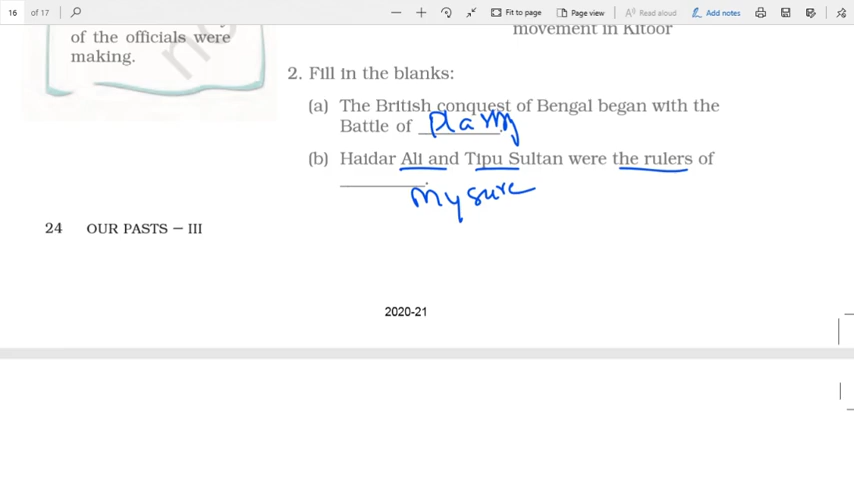 16 of 17
Fit to page
Page view
Read aloud
Add notes
of the officials were
making.
movement in Kitoor
2. Fill in the blanks:
(a) The British conquest of Bengal began with the
Battle of plassy.
(b) Haidar Ali and Tipu Sultan were the rulers of
mysure.
24 OUR PASTS – III
2020-21